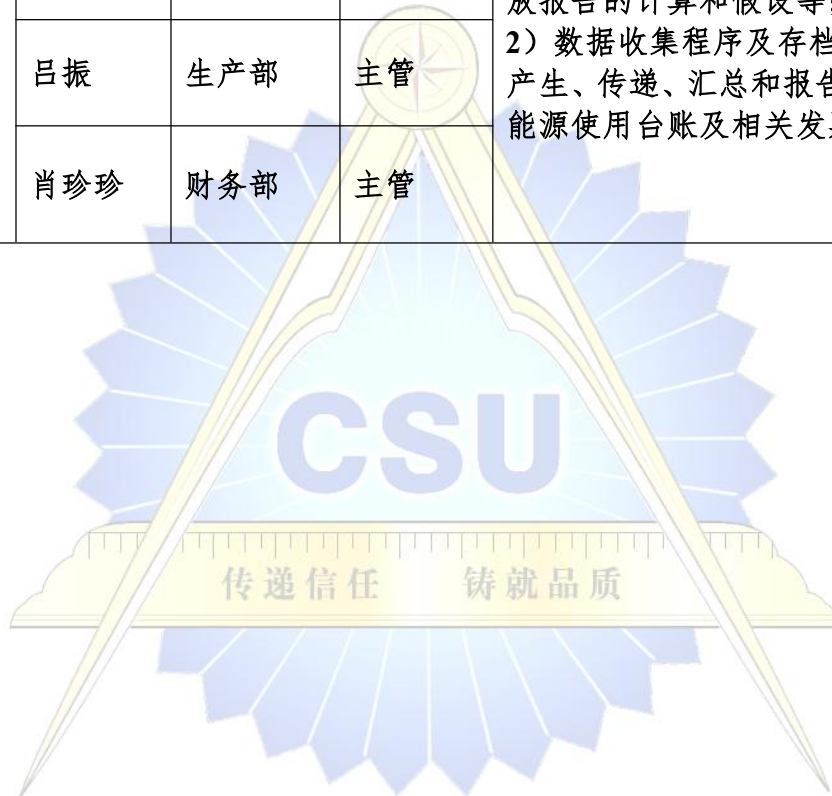 放报告的计算和假设等
2）数据收集程序及存档
产生、传递、汇总和报告
能源使用台账及相关发票
吕振 生产部 主管
肖珍珍 财务部 主管
CSU
传递信任 铸就品质